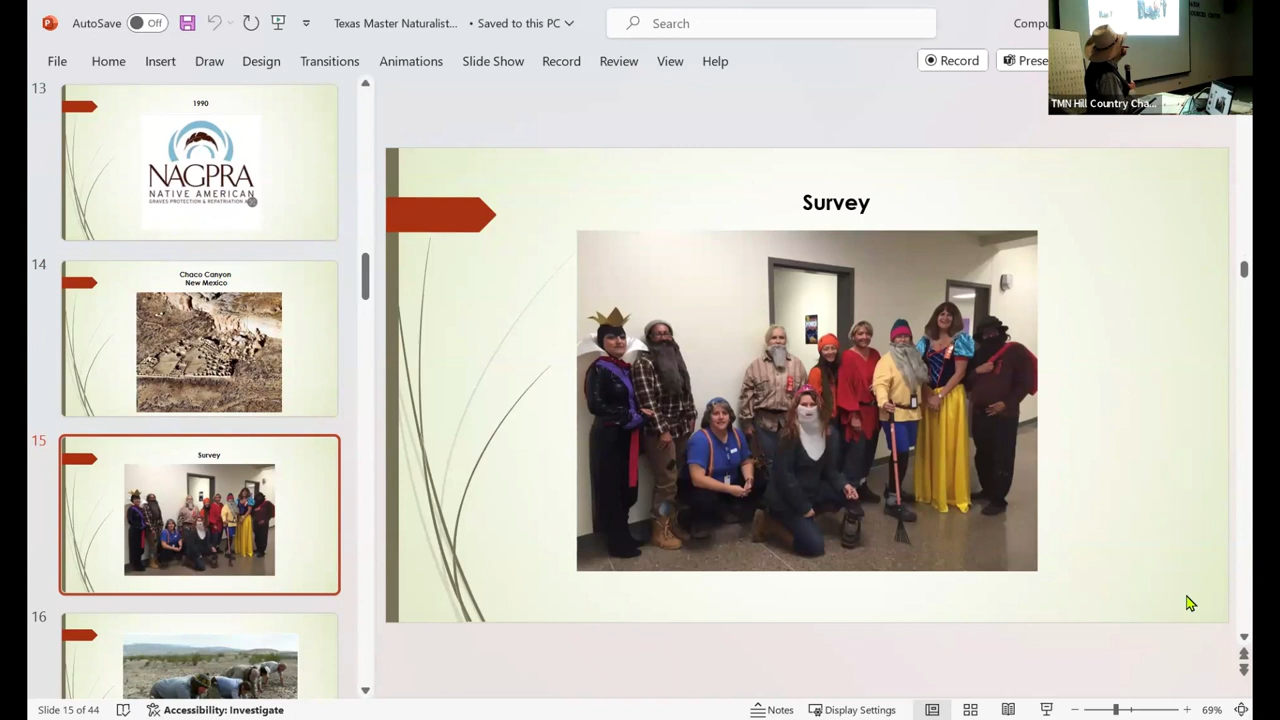 AutoSave Off
Texas Master Naturalist... • Saved to this PC
Search
Compu
File Home Insert Draw Design Transitions Animations Slide Show Record Review View Help
Record
Prese
TMN Hill Country Cha...
13
1990
NAGPRA
NATIVE AMERICAN
GRAVES PROTECTION & REPATRIATION A
14
Chaco Canyon
New Mexico
15
Survey
16
Survey
Slide 15 of 44
Accessibility: Investigate
Notes
Display Settings
69%